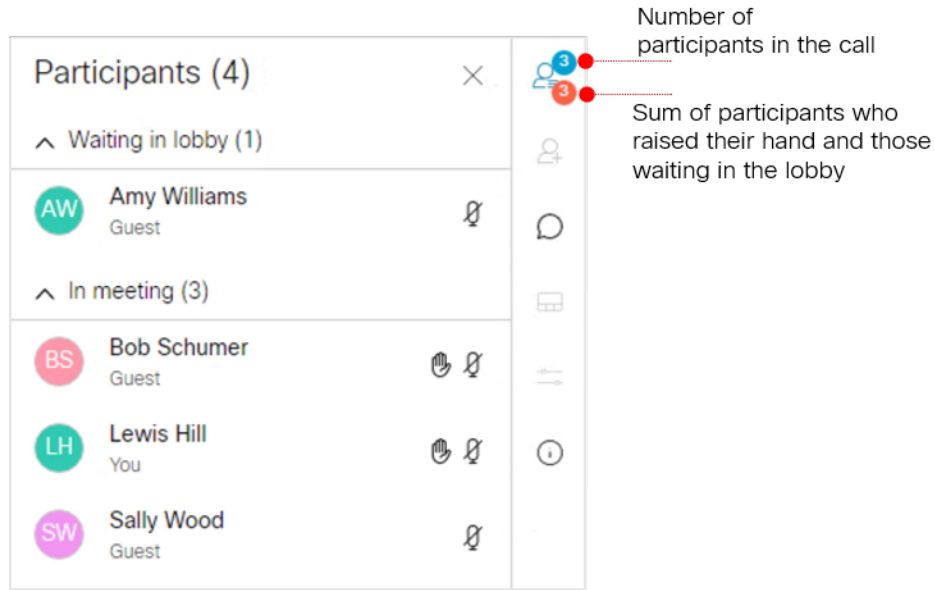 Number of
participants in the call
Participants (4)
3
3
Sum of participants who
raised their hand and those
waiting in the lobby
Waiting in lobby (1)
AW
Amy Williams
Guest
In meeting (3)
BS
Bob Schumer
Guest
LH
Lewis Hill
You
SW
Sally Wood
Guest